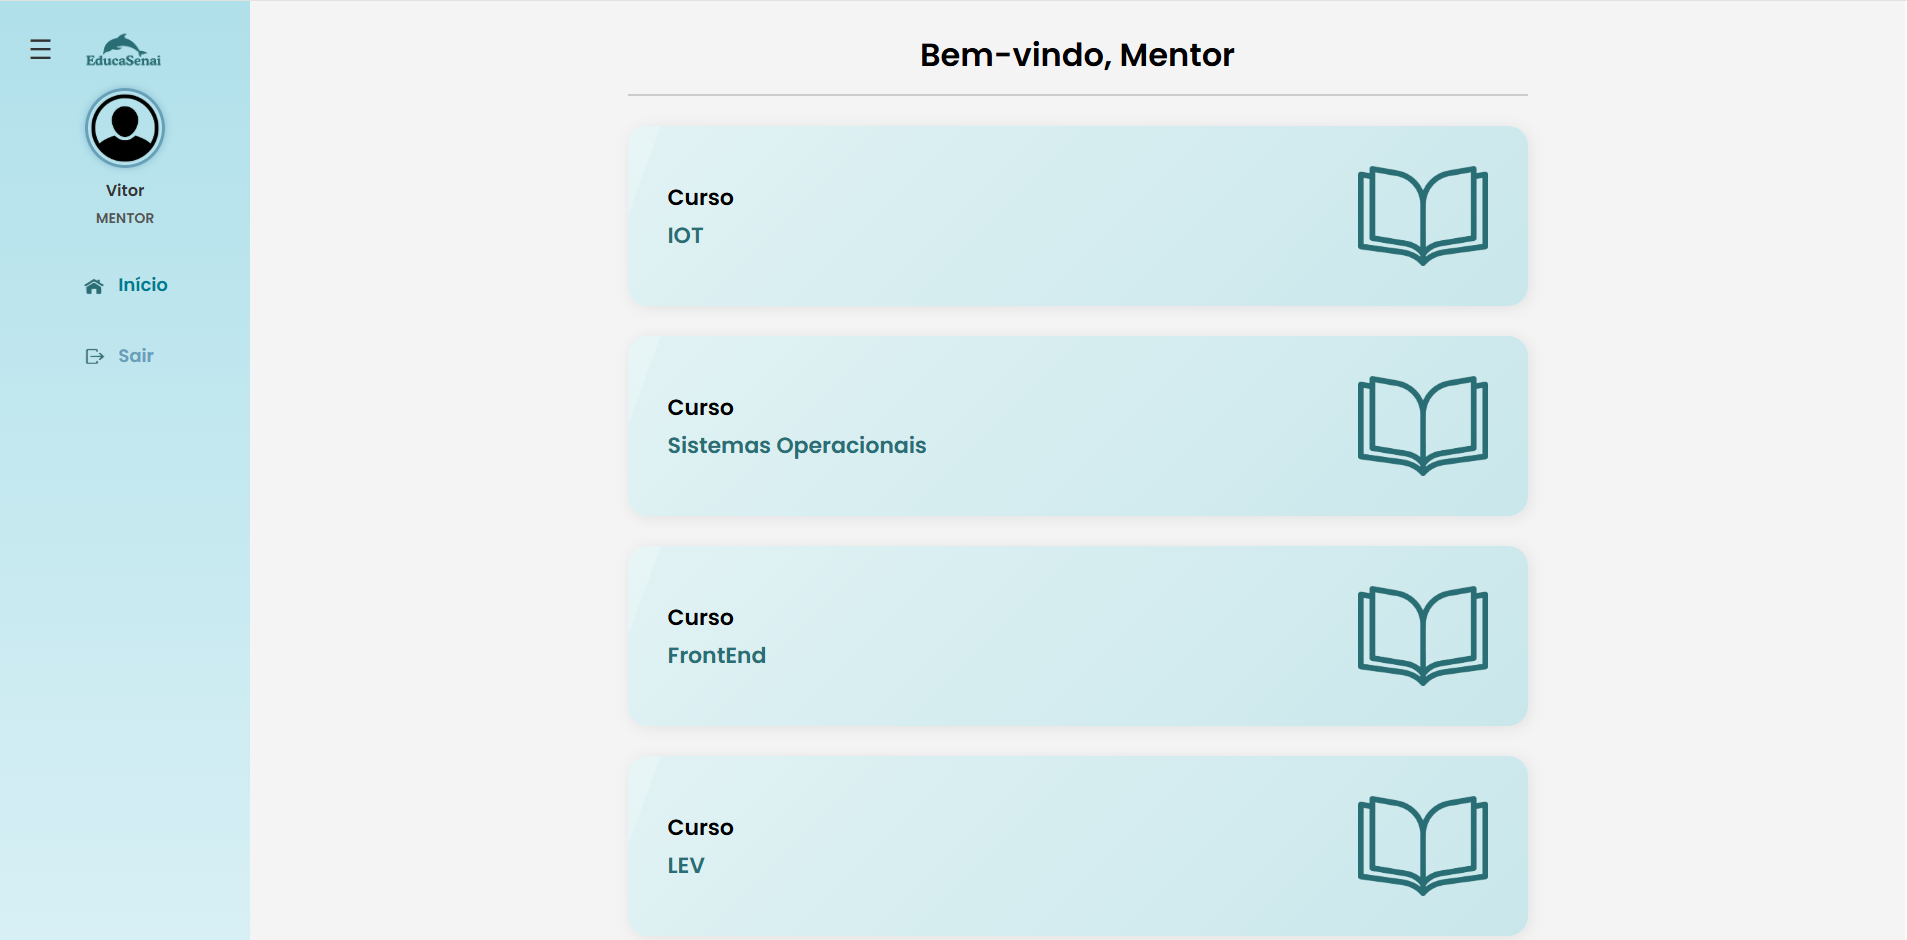 EducaSenai
Vitor
MENTOR
Início
Sair
Bem-vindo, Mentor
Curso
IOT
Curso
Sistemas Operacionais
Curso
FrontEnd
Curso
LEV